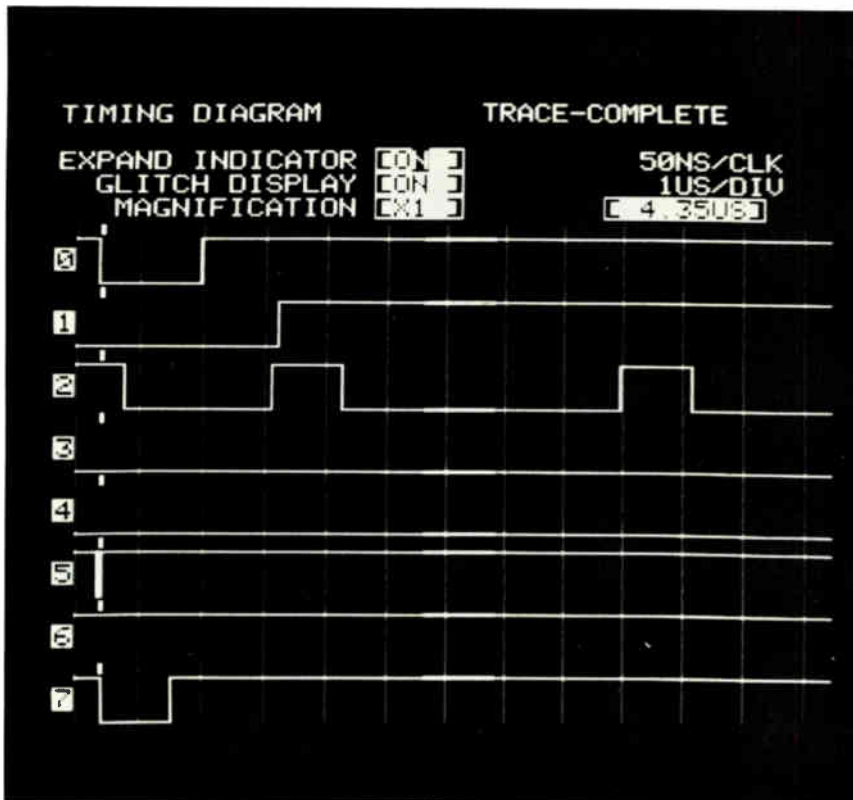 TIMING DIAGRAM TRACE-COMPLETE
EXPAND INDICATOR [ON ] 50NS/CLK
GLITCH DISPLAY [ON ] 1US/DIV
MAGNIFICATION [X1 ] [ 4.35US]
0
1
2
3
4
5
6
7